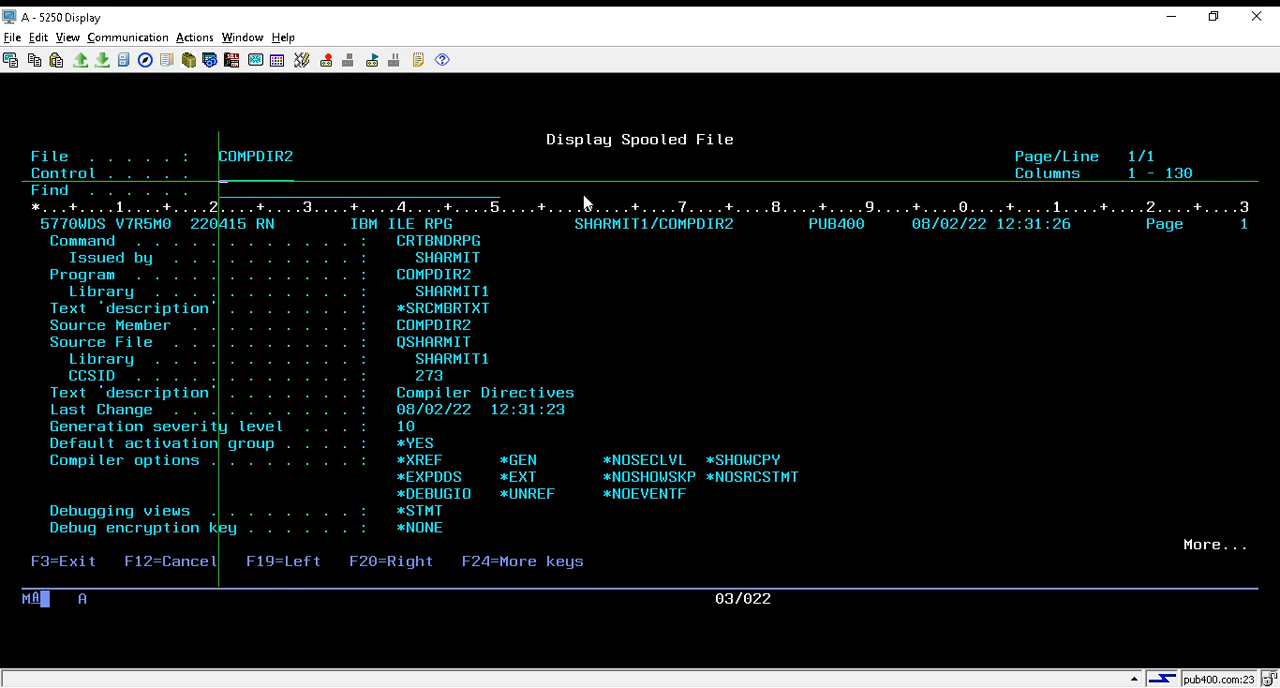 A - 5250 Display
File Edit View Communication Actions Window Help
Display Spooled File
File . . . . . : COMPDIR2 Page/Line 1/1
Control . . . . . Columns 1 - 130
Find . . . . . .
*...+....1....+....2....+....3....+....4....+....5....+....6....+....7....+....8....+....9....+....0....+....1....+....2....+....3
5770WDS V7R5M0 220415 RN IBM ILE RPG SHARMIT1/COMPDIR2 PUB400 08/02/22 12:31:26 Page 1
Command . . . . . . . . . . . . : CRTBNDRPG
Issued by . . . . . . . . . . : SHARMIT
Program . . . . . . . . . . . . : COMPDIR2
Library . . . . . . . . . . . : SHARMIT1
Text 'description' . . . . . . . : *SRCMBRTXT
Source Member . . . . . . . . . : COMPDIR2
Source File . . . . . . . . . . : QSHARMIT
Library . . . . . . . . . . . : SHARMIT1
CCSID . . . . . . . . . . . . : 273
Text 'description' . . . . . . . : Compiler Directives
Last Change . . . . . . . . . . : 08/02/22 12:31:23
Generation severity level . . . : 10
Default activation group . . . . : *YES
Compiler options . . . . . . . . : *XREF *GEN *NOSECLVL *SHOWCPY
*EXPDDS *EXT *NOSHOWSKP *NOSRCSTMT
*DEBUGIO *UNREF *NOEVENTF
Debugging views . . . . . . . . : *STMT
Debug encryption key . . . . . . : *NONE
More...
F3=Exit F12=Cancel F19=Left F20=Right F24=More keys
MA A 03/022
pub400.com:23